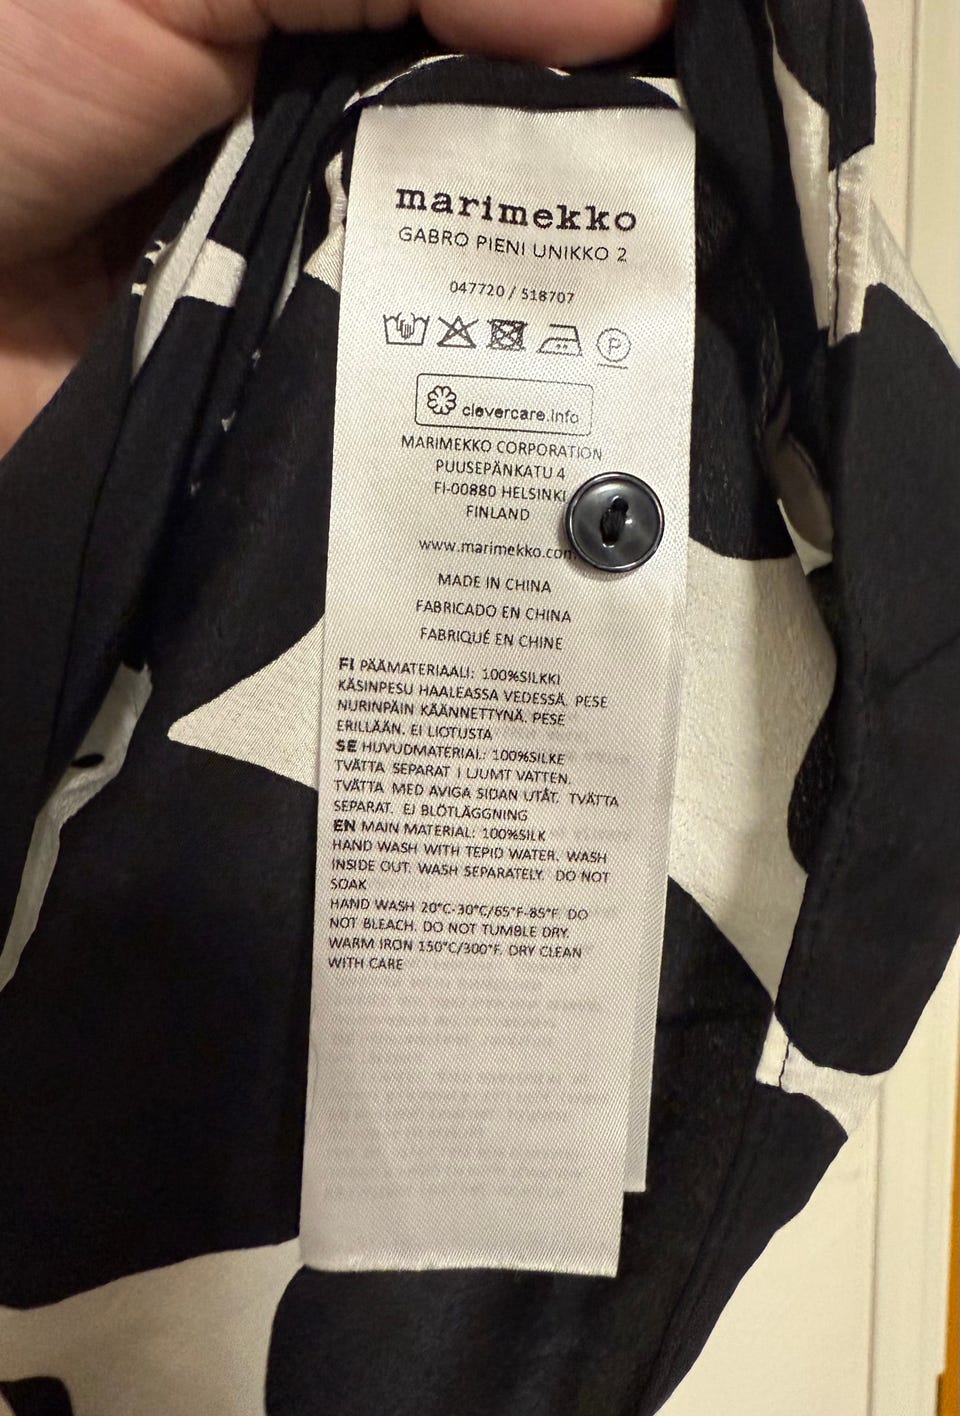 marimekko
GABRO PIENI UNIKKO 2
047720 / 518707
P
clevercare.info
MARIMEKKO CORPORATION
PUUSEPÄNKATU 4
FI-00880 HELSINKI
FINLAND
www.marimekko.com
MADE IN CHINA
FABRICADO EN CHINA
FABRIQUÉ EN CHINE
FI PÄÄMATERIAALI: 100%SILKKI
KÄSINPESU HAALEASSA VEDESSÄ. PESE
NURINPÄIN KÄÄNNETTYNÄ. PESE
ERILLÄÄN. EI LIOTUSTA
SE HUVUDMATERIAL: 100%SILKE
TVÄTTA SEPARAT I LJUMT VATTEN.
TVÄTTA MED AVIGA SIDAN UTÅT. TVÄTTA
SEPARAT. EJ BLÖTLÄGGNING
EN MAIN MATERIAL: 100%SILK
HAND WASH WITH TEPID WATER. WASH
INSIDE OUT. WASH SEPARATELY. DO NOT
SOAK
HAND WASH 20°C-30°C/65°F-85°F. DO
NOT BLEACH. DO NOT TUMBLE DRY.
WARM IRON 150°C/300°F. DRY CLEAN
WITH CARE